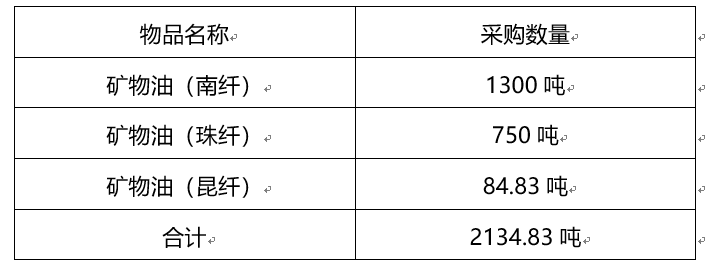 物品名称 采购数量
矿物油（南纤） 1300 吨
矿物油（珠纤） 750 吨
矿物油（昆纤） 84.83 吨
合计 2134.83 吨